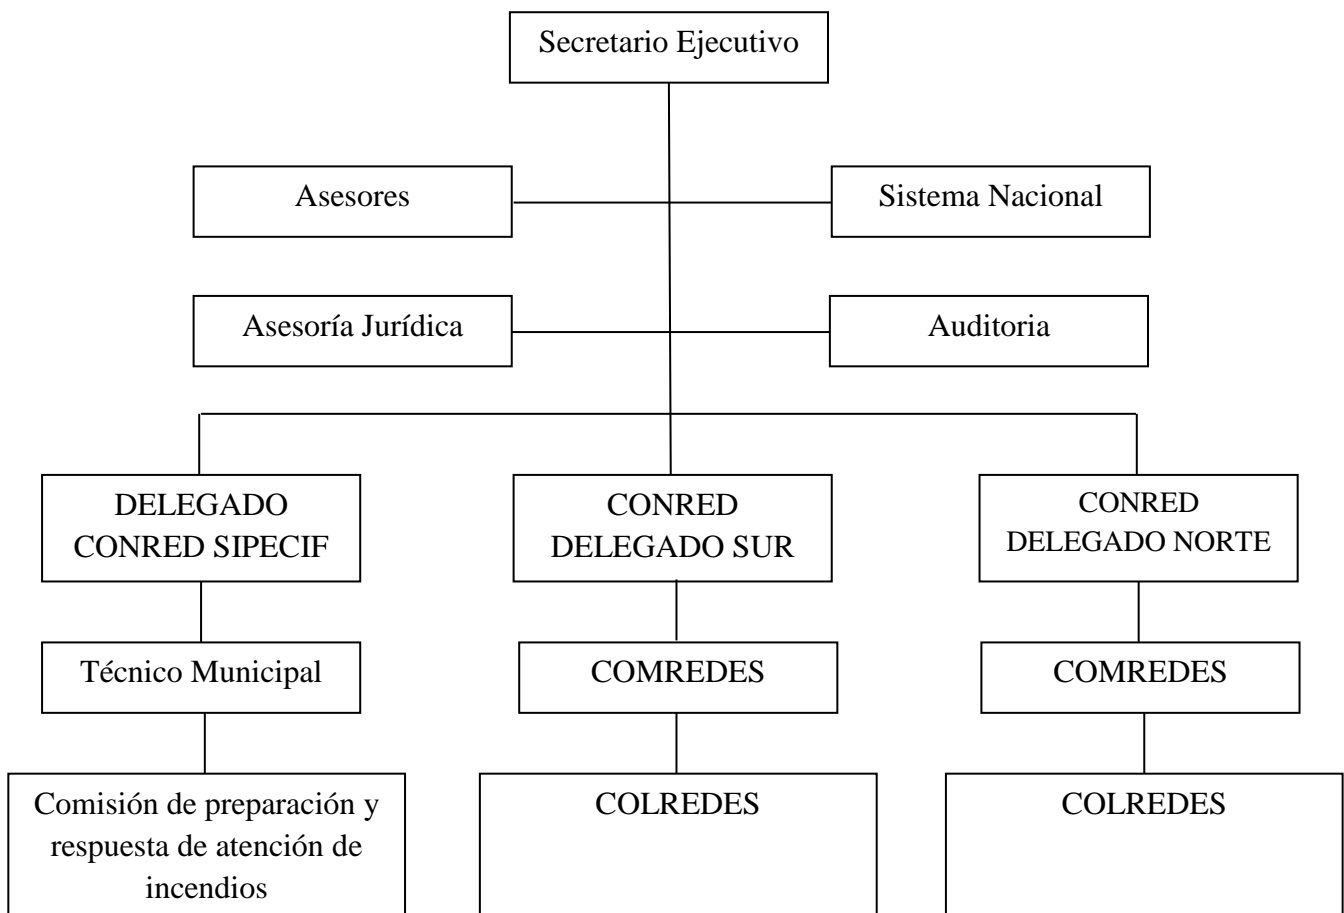 Secretario Ejecutivo
Asesores
Sistema Nacional
Asesoría Jurídica
Auditoria
DELEGADO
CONRED SIPECIF
CONRED
DELEGADO SUR
CONRED
DELEGADO NORTE
Técnico Municipal
COMREDES
COMREDES
Comisión de preparación y
respuesta de atención de
incendios
COLREDES
COLREDES